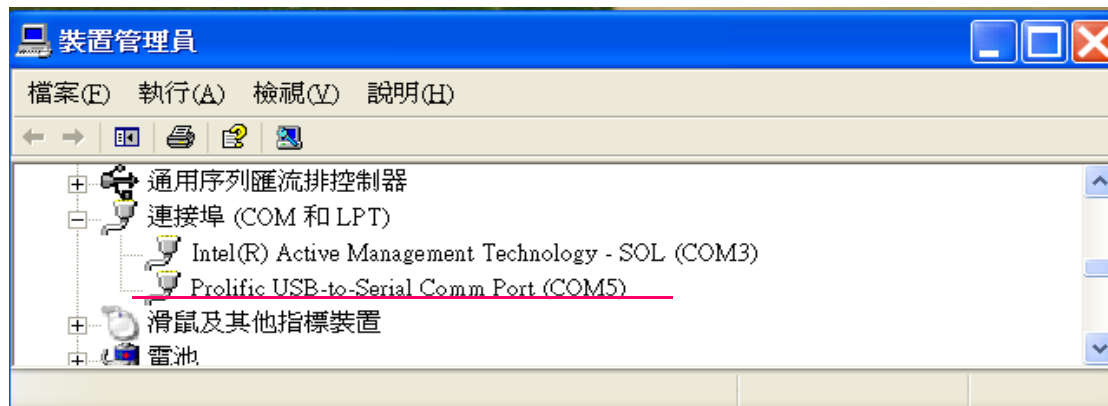 裝置管理員
檔案(F) 執行(A) 檢視(V) 說明(H)
通用序列匯流排控制器
連接埠 (COM 和 LPT)
Intel(R) Active Management Technology - SOL (COM3)
Prolific USB-to-Serial Comm Port (COM5)
滑鼠及其他指標裝置
電池